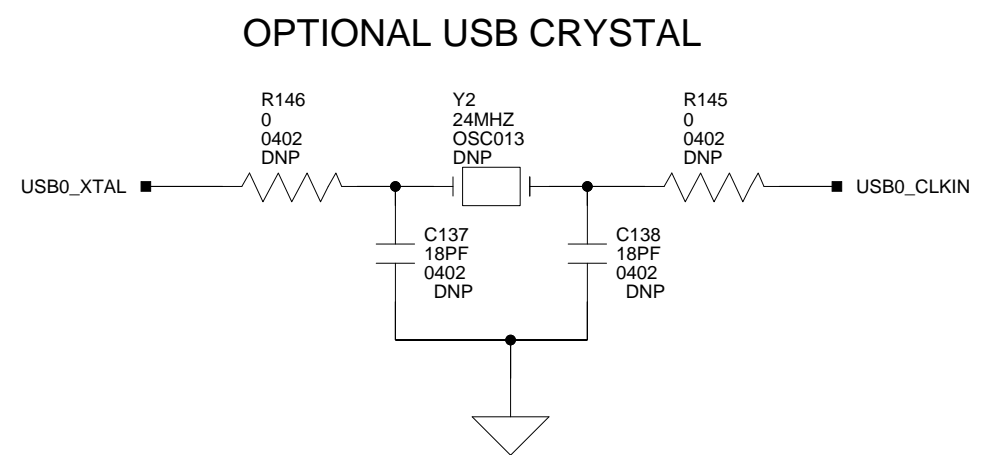 OPTIONAL USB CRYSTAL
R146
0
0402
DNP
Y2
24MHZ
OSC013
DNP
R145
0
0402
DNP
USB0_XTAL
USB0_CLKIN
C137
18PF
0402
DNP
C138
18PF
0402
DNP